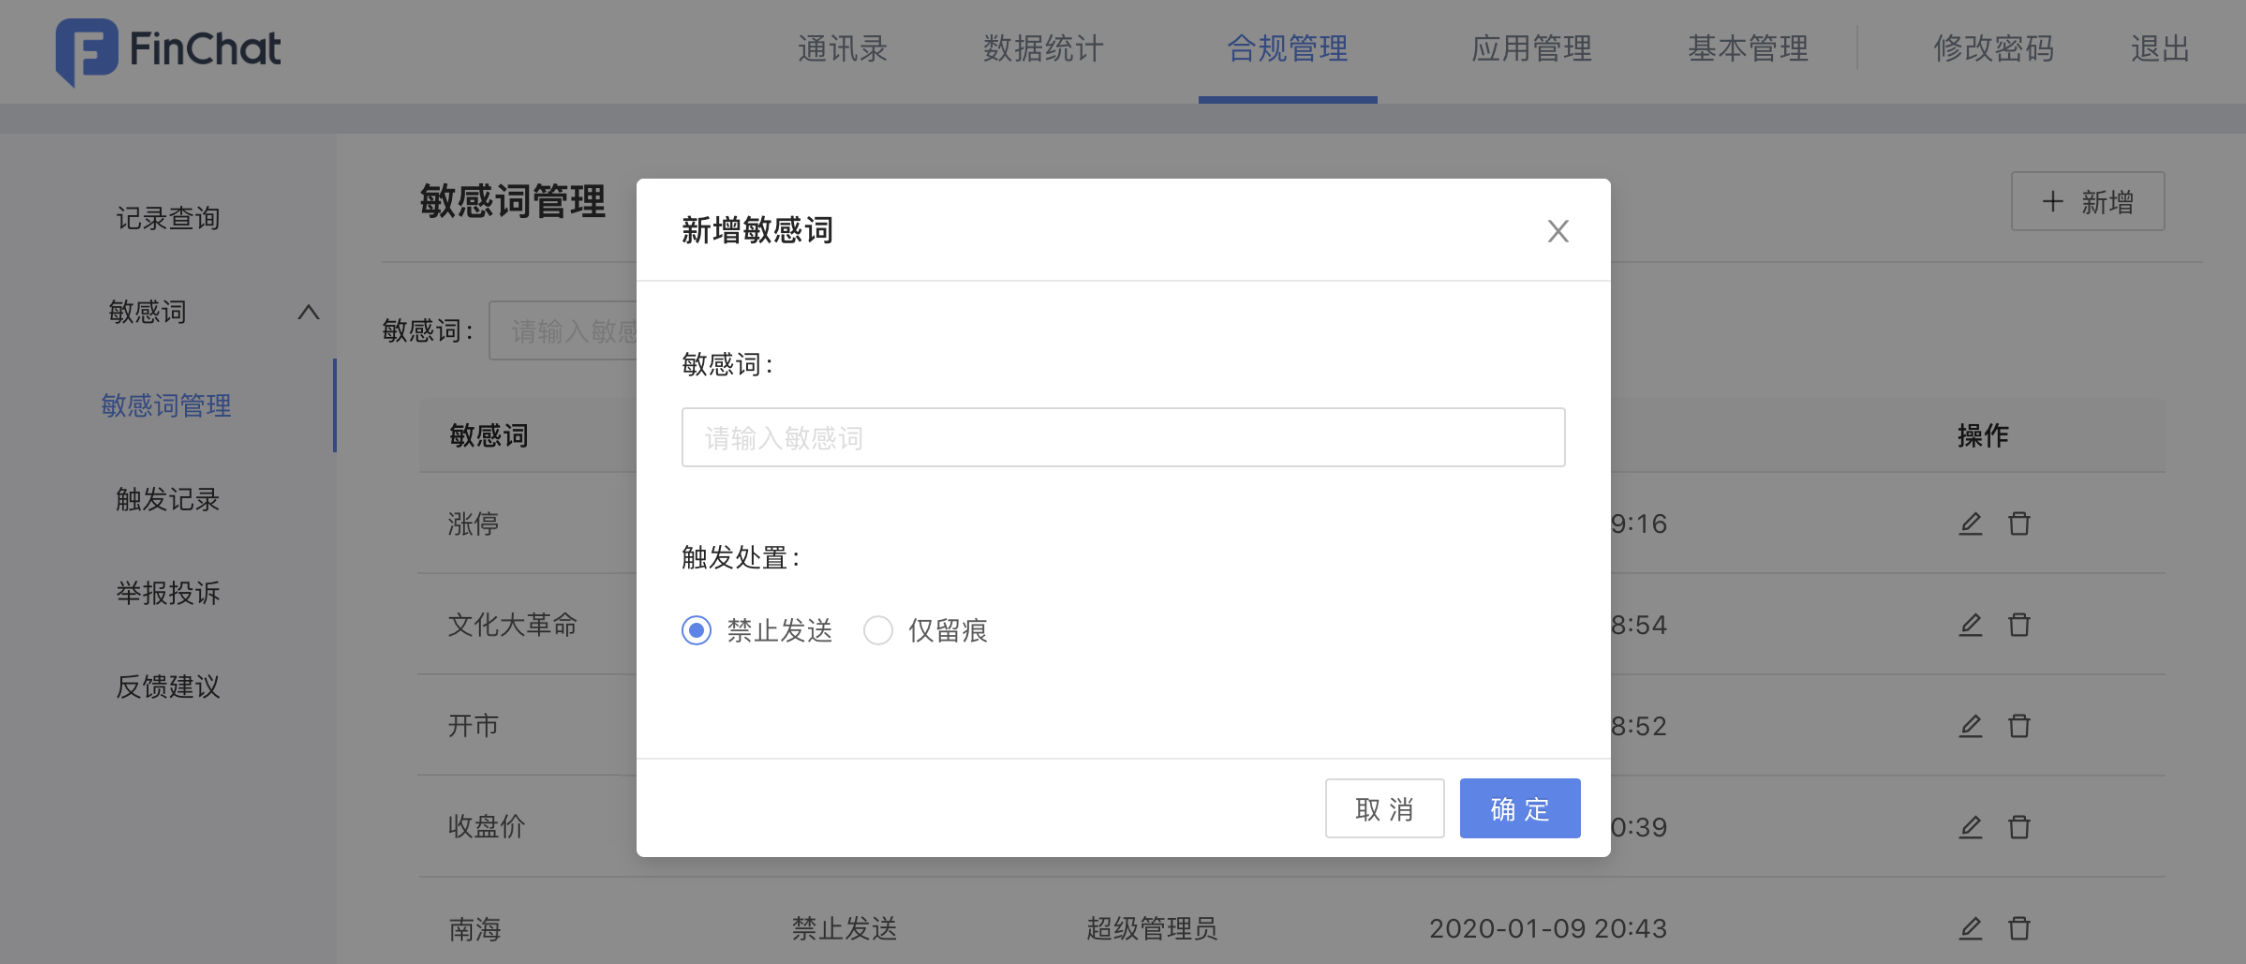 FinChat
通讯录 数据统计 合规管理 应用管理 基本管理 修改密码 退出
记录查询
敏感词
敏感词管理
触发记录
举报投诉
反馈建议
敏感词管理
+ 新增
敏感词:
请输入敏感
敏感词 操作
涨停 9:16
文化大革命 8:54
开市 8:52
收盘价 0:39
南海 禁止发送 超级管理员 2020-01-09 20:43
新增敏感词
敏感词:
请输入敏感词
触发处置:
禁止发送 仅留痕
取 消 确 定